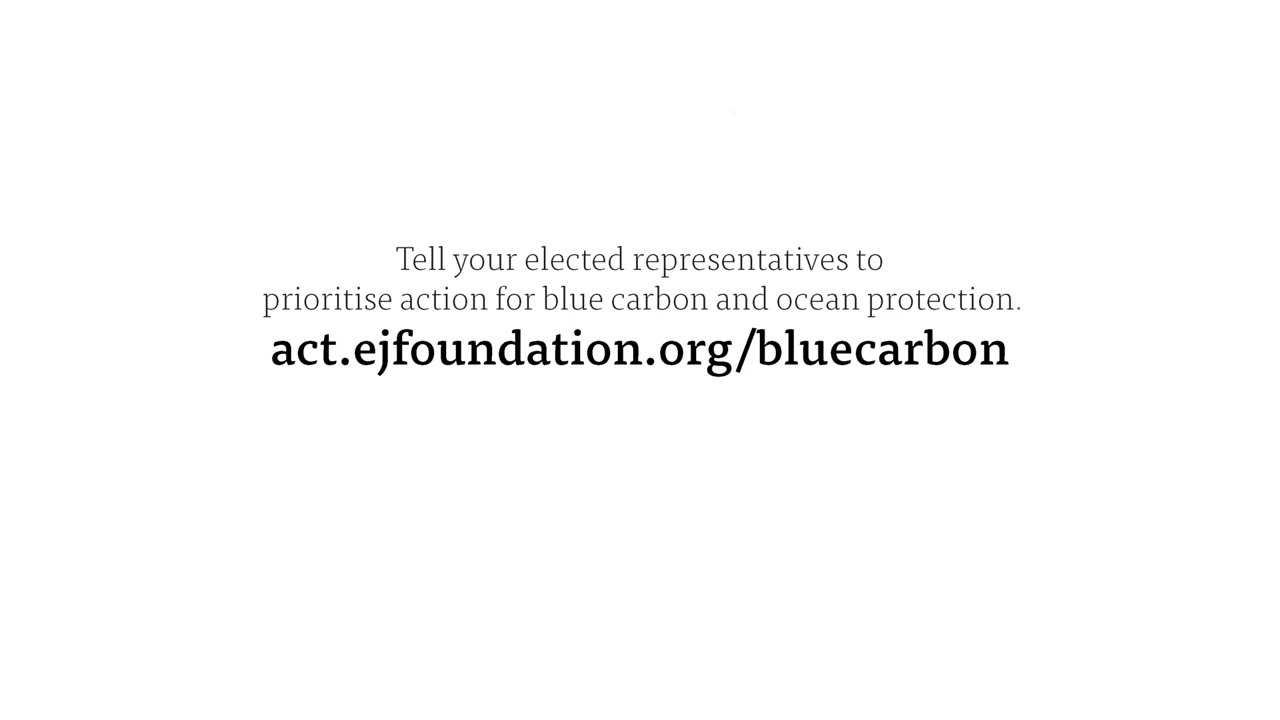 Tell your elected representatives to
prioritise action for blue carbon and ocean protection.
act.ejfoundation.org/bluecarbon